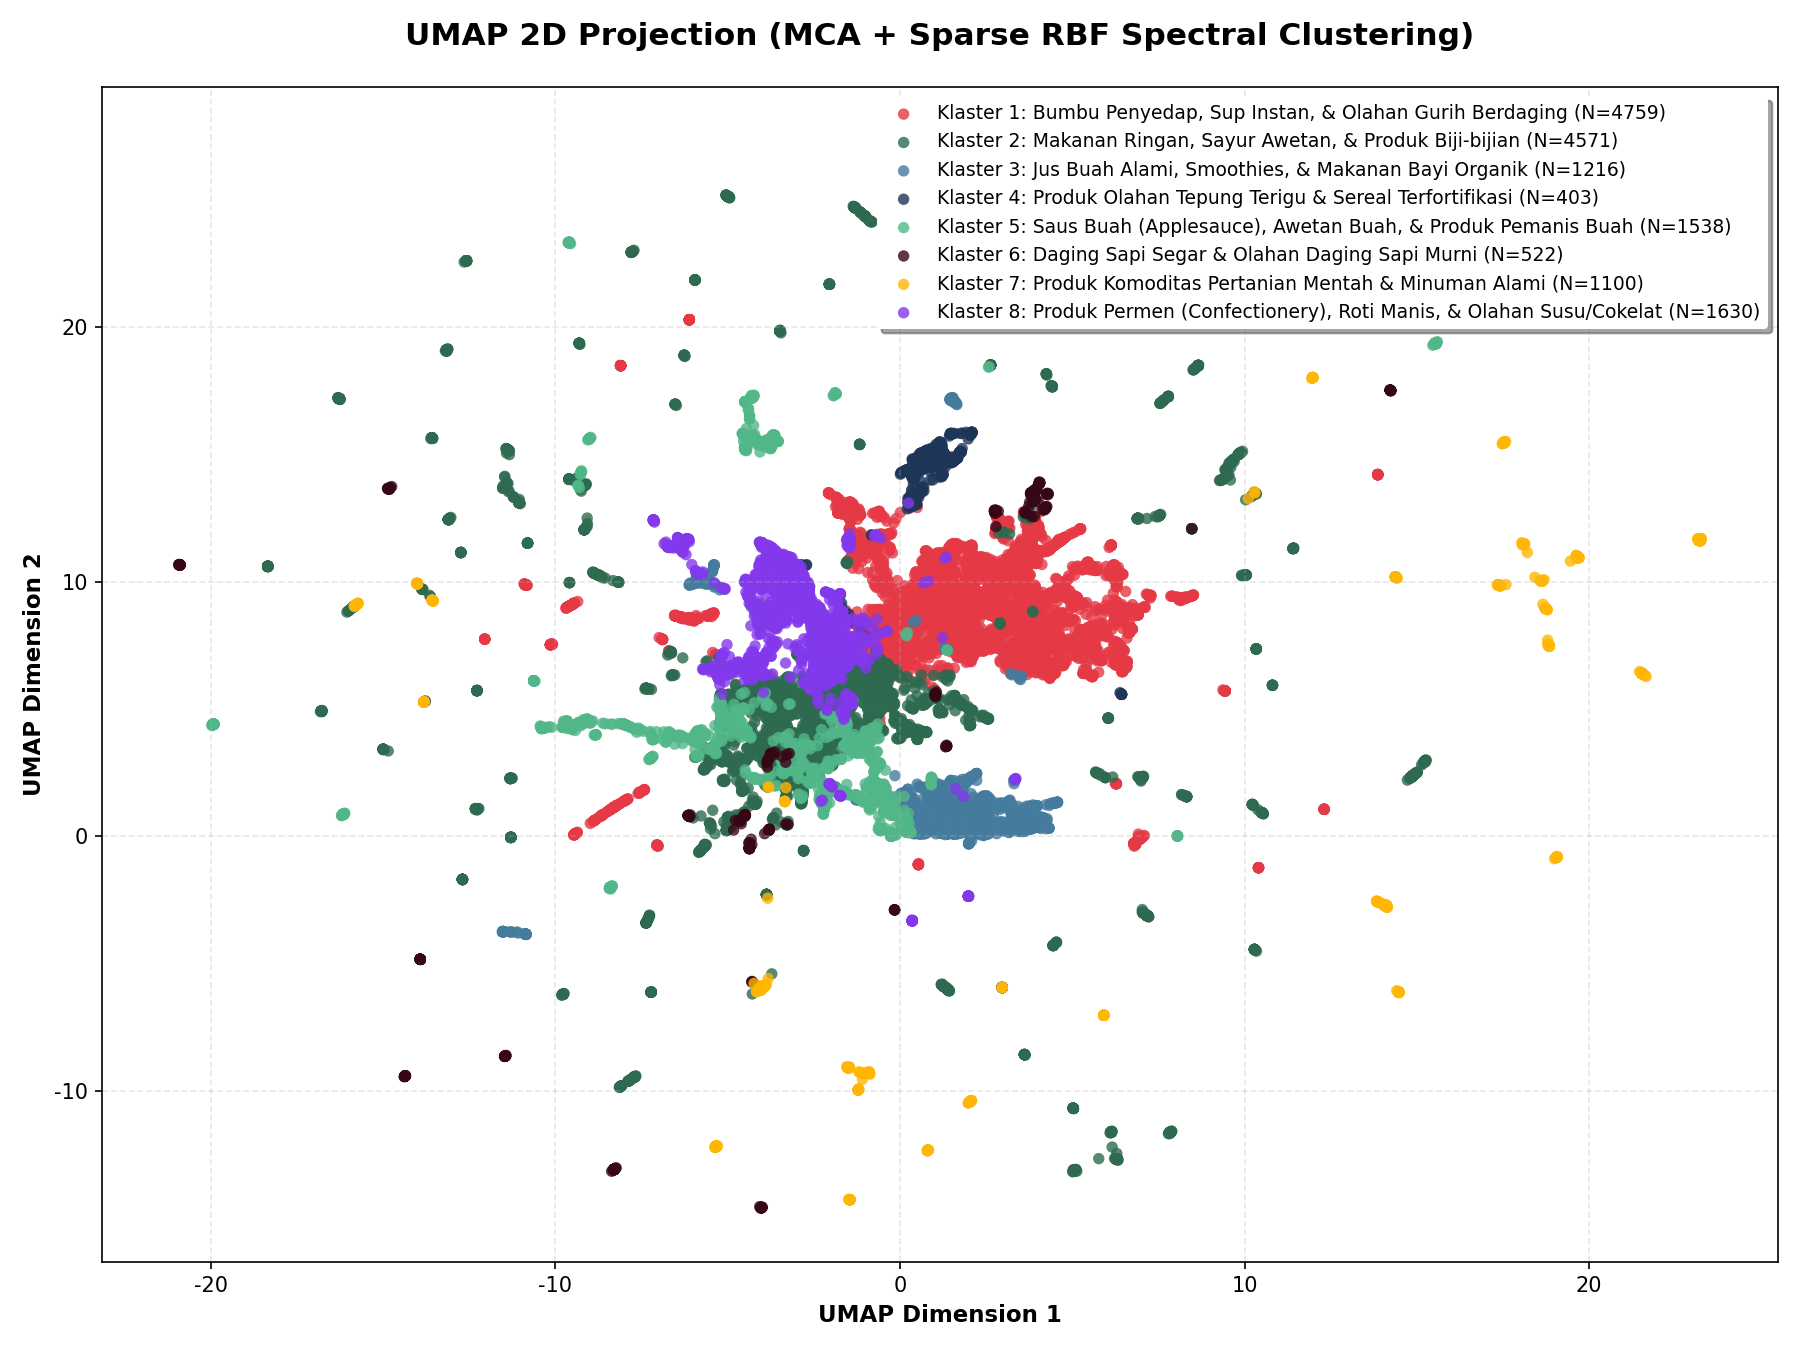 UMAP 2D Projection (MCA + Sparse RBF Spectral Clustering)
Klaster 1: Bumbu Penyedap, Sup Instan, & Olahan Gurih Berdaging (N=4759)
Klaster 2: Makanan Ringan, Sayur Awetan, & Produk Biji-bijian (N=4571)
Klaster 3: Jus Buah Alami, Smoothies, & Makanan Bayi Organik (N=1216)
Klaster 4: Produk Olahan Tepung Terigu & Sereal Terfortifikasi (N=403)
Klaster 5: Saus Buah (Applesauce), Awetan Buah, & Produk Pemanis Buah (N=1538)
Klaster 6: Daging Sapi Segar & Olahan Daging Sapi Murni (N=522)
Klaster 7: Produk Komoditas Pertanian Mentah & Minuman Alami (N=1100)
Klaster 8: Produk Permen (Confectionery), Roti Manis, & Olahan Susu/Cokelat (N=1630)
UMAP Dimension 2
20
10
0
-10
-20
-10
0
10
20
UMAP Dimension 1